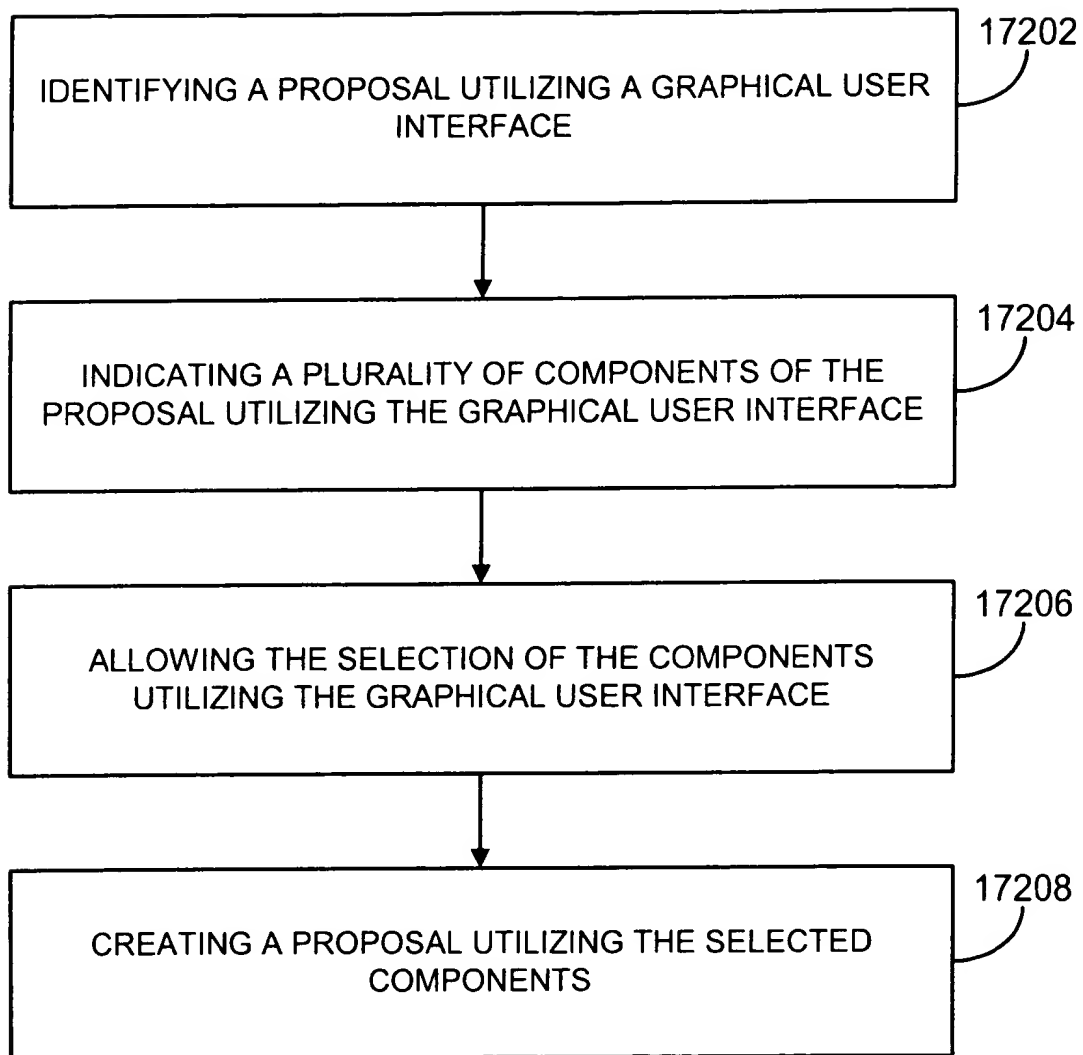 17202
IDENTIFYING A PROPOSAL UTILIZING A GRAPHICAL USER
INTERFACE
17204
INDICATING A PLURALITY OF COMPONENTS OF THE
PROPOSAL UTILIZING THE GRAPHICAL USER INTERFACE
17206
ALLOWING THE SELECTION OF THE COMPONENTS
UTILIZING THE GRAPHICAL USER INTERFACE
17208
CREATING A PROPOSAL UTILIZING THE SELECTED
COMPONENTS